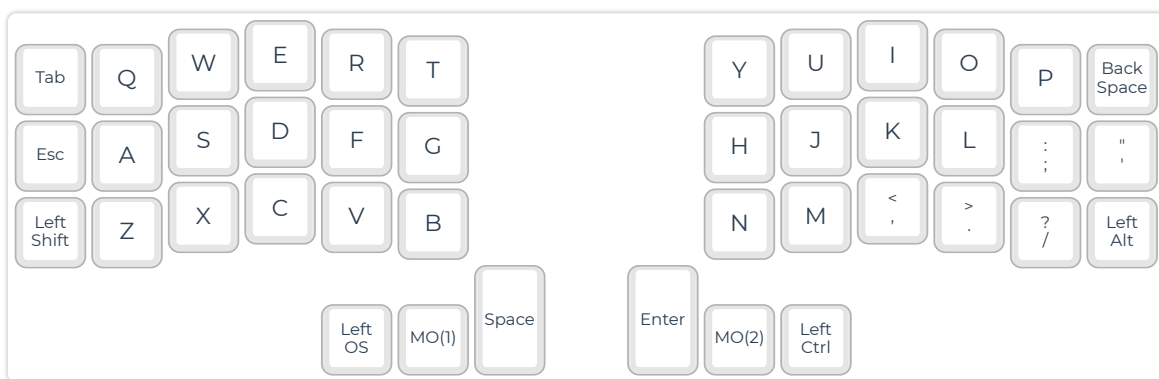 Tab Q W E R T Y U I O P Back Space
Esc A S D F G H J K L : ; " '
Left Shift Z X C V B N M < , > . ? / Left Alt
Left OS MO(1) Space Enter MO(2) Left Ctrl